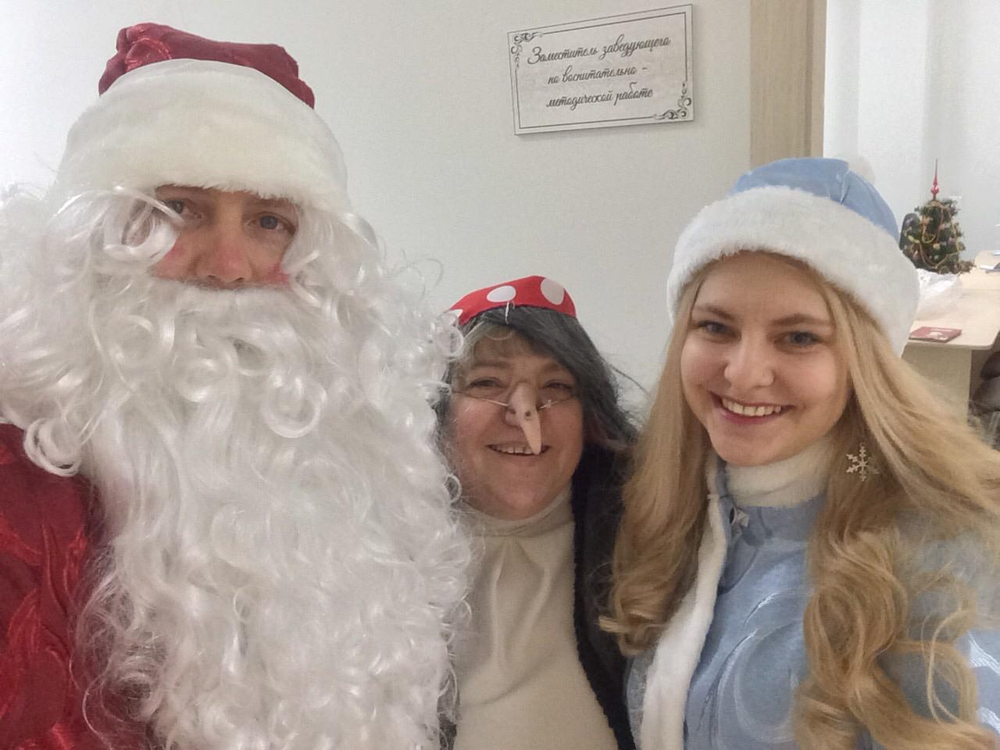 Заместитель заведующего
по воспитательно -
методической работе